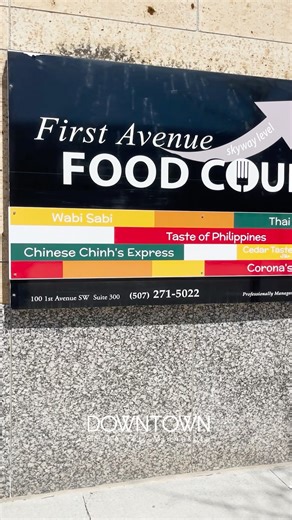 First Avenue
skyway level
FOOD COU
Wabi Sabi
Thai
Taste of Philippines
Chinese Chinh's Express
Cedar Taste
Corona's
100 1st Avenue SW Suite 300 (507) 271-5022
Professionally Manage
DOWNTOWN